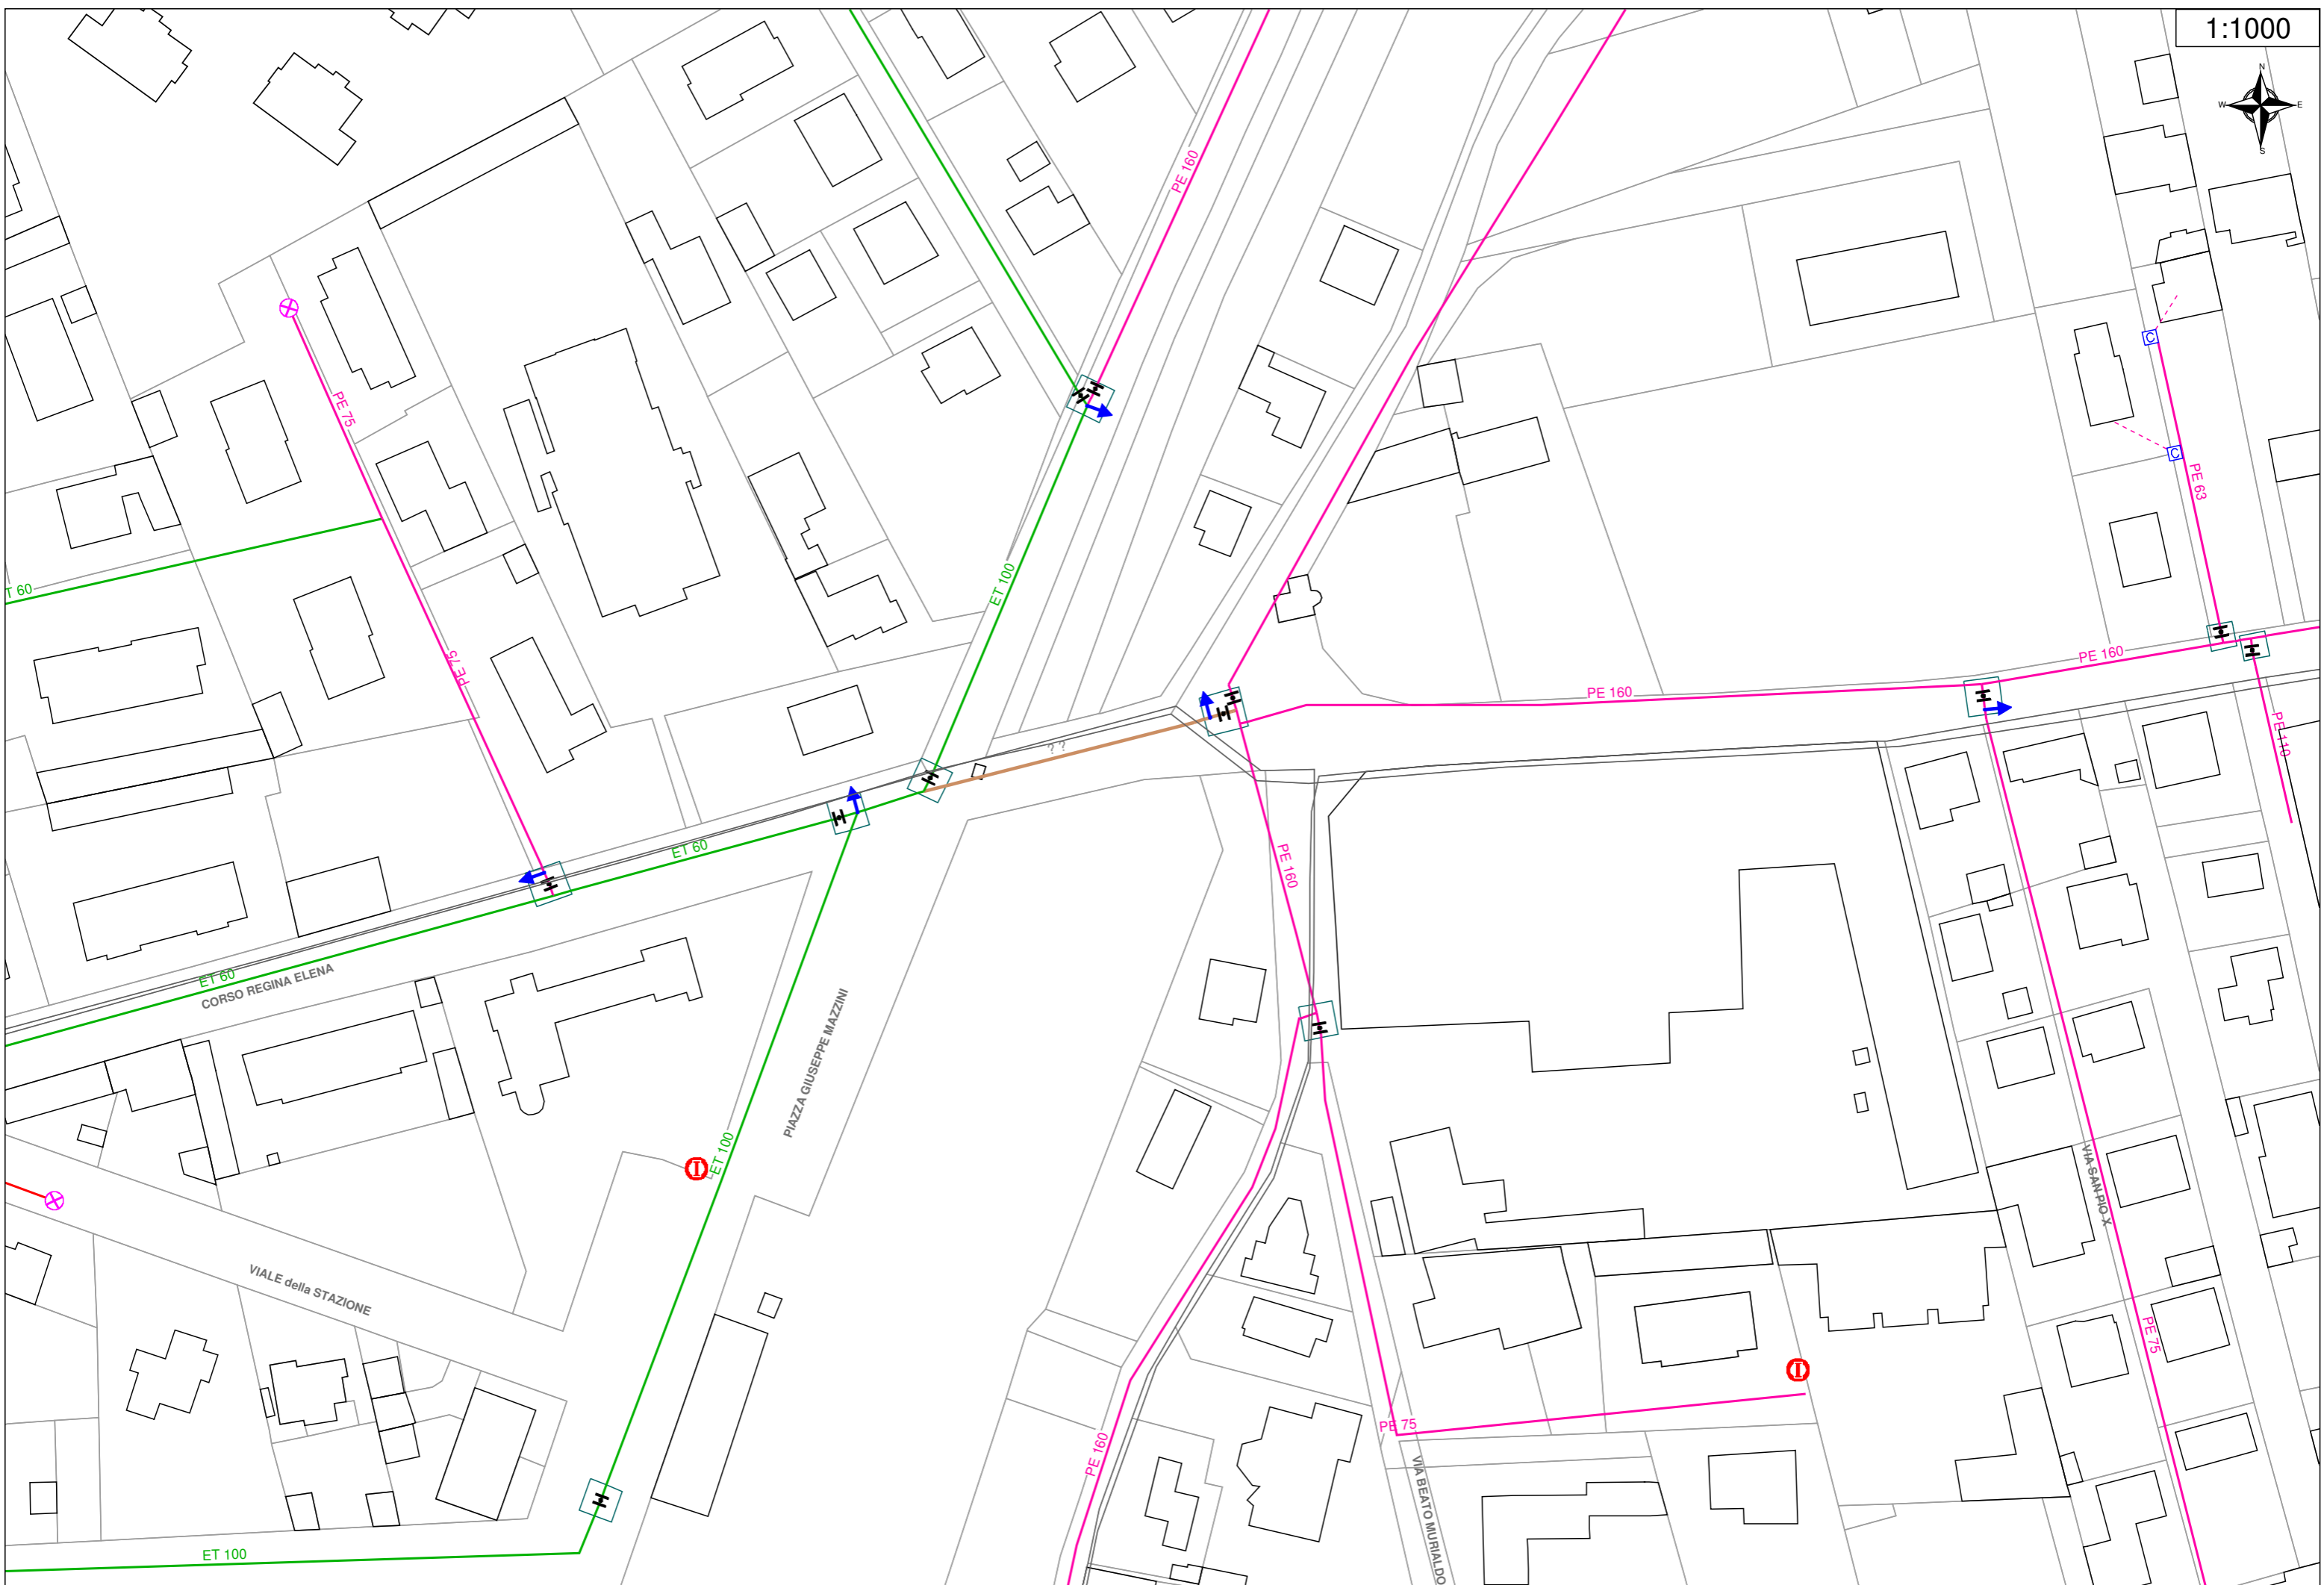 1:1000
N
W
E
S
PE 160
PE 75
PE 63
T 60
ET 100
PE 75
PE 160
PE 160
? ?
PE 110
ET 60
PE 160
ET 60
CORSO REGINA ELENA
PIAZZA GIUSEPPE MAZZINI
ET 100
VIA SAN PIO X
VIALE della STAZIONE
PE 75
PE 75
PE 160
VIA BEATO MURIALDO
ET 100
C
C
I
I